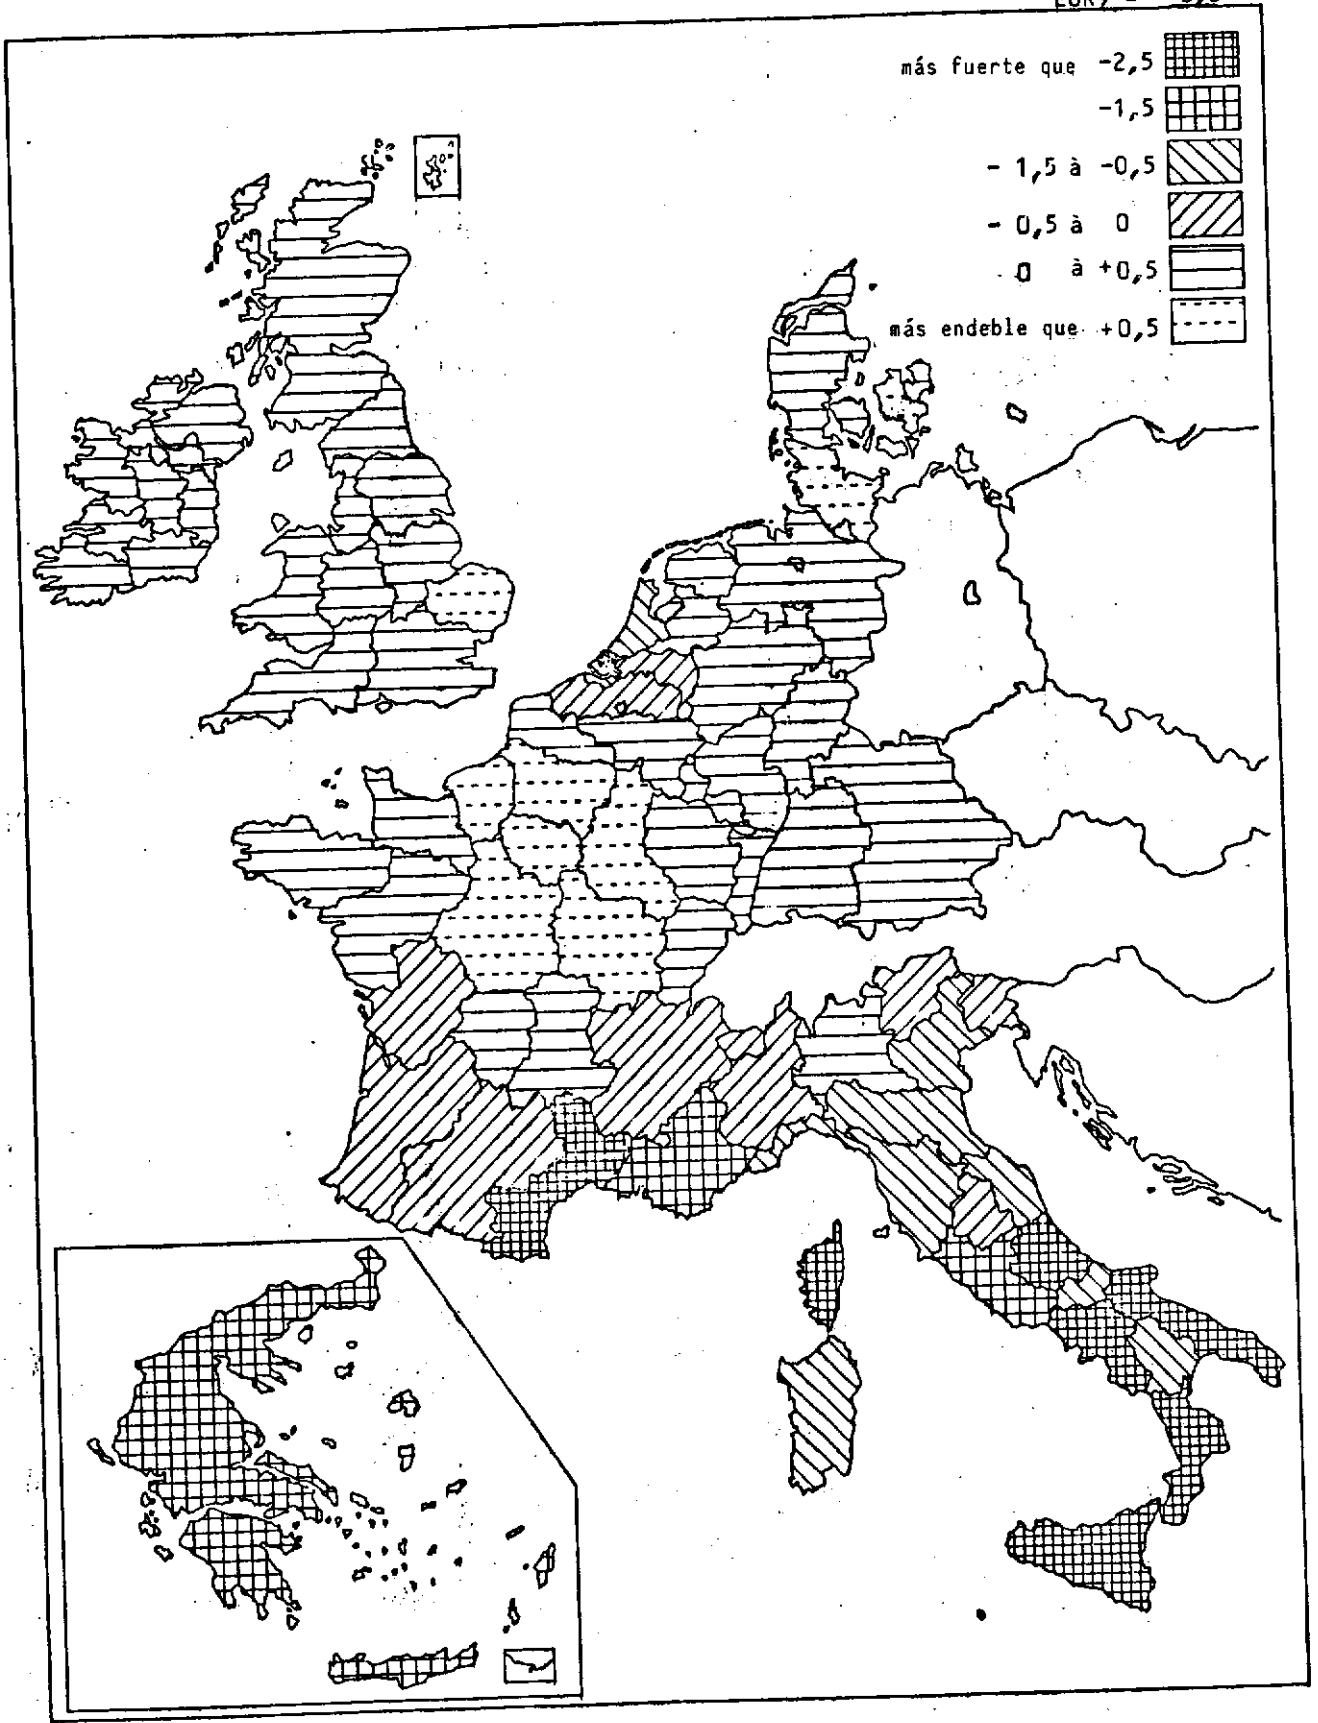 más fuerte que -2,5
-1,5
- 1,5 à -0,5
- 0,5 à 0
0 à +0,5
más endeble que +0,5